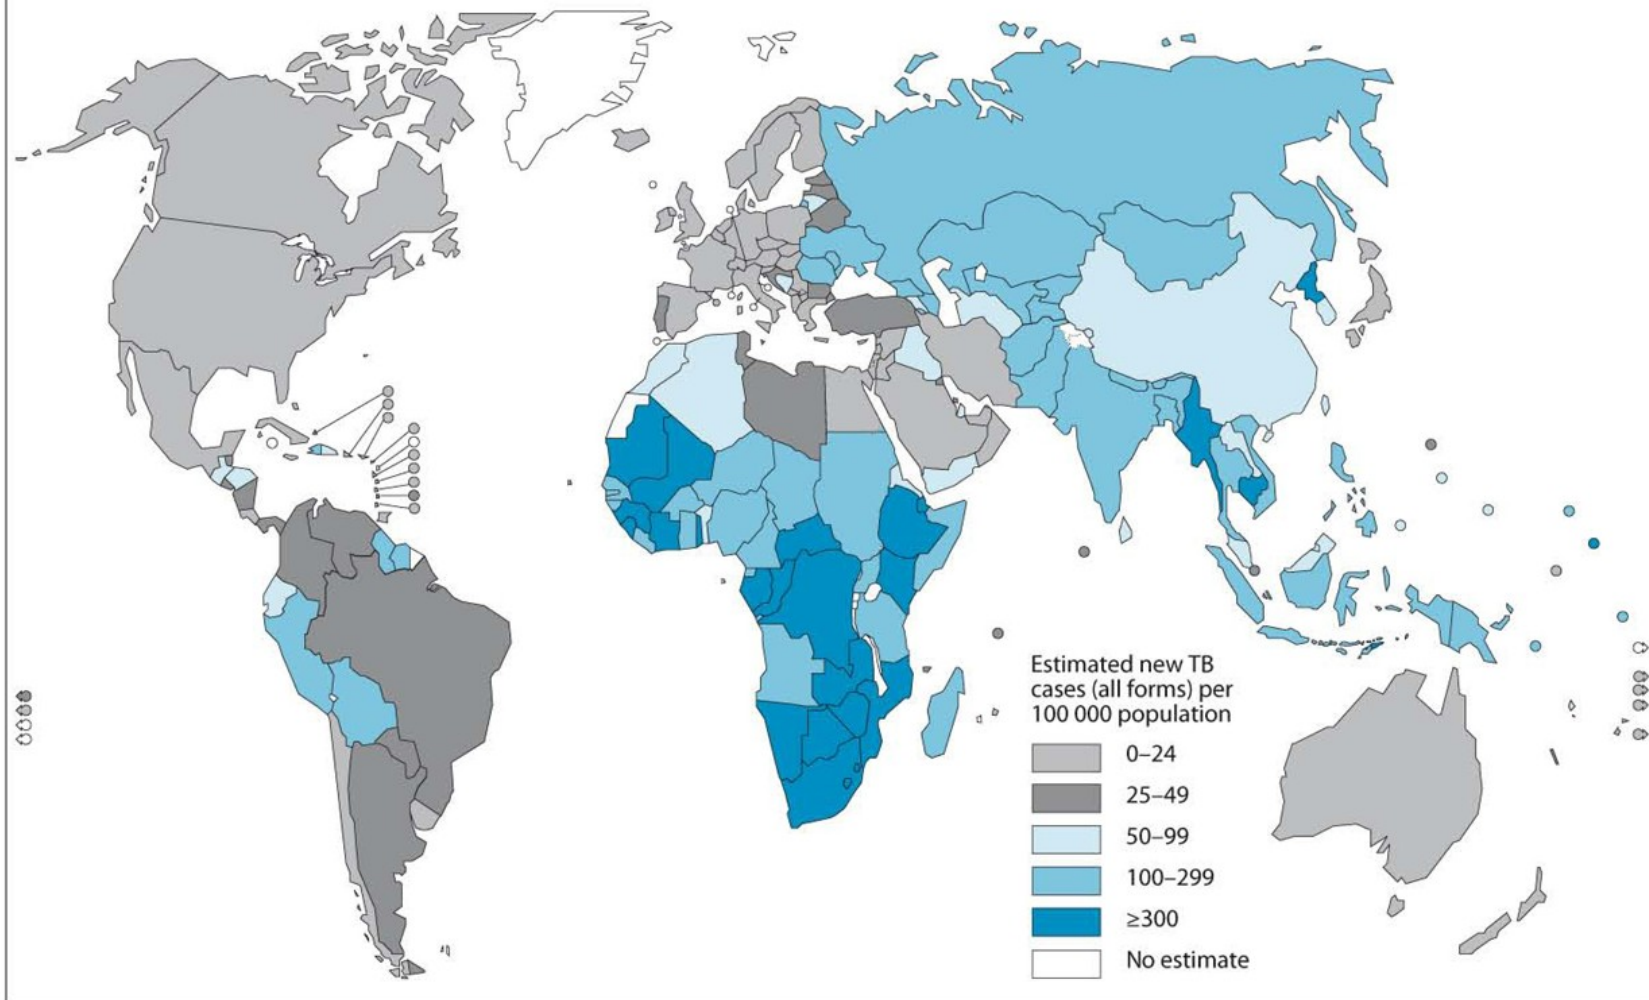 Estimated new TB
cases (all forms) per
100 000 population
0–24
25–49
50–99
100–299
≥300
No estimate